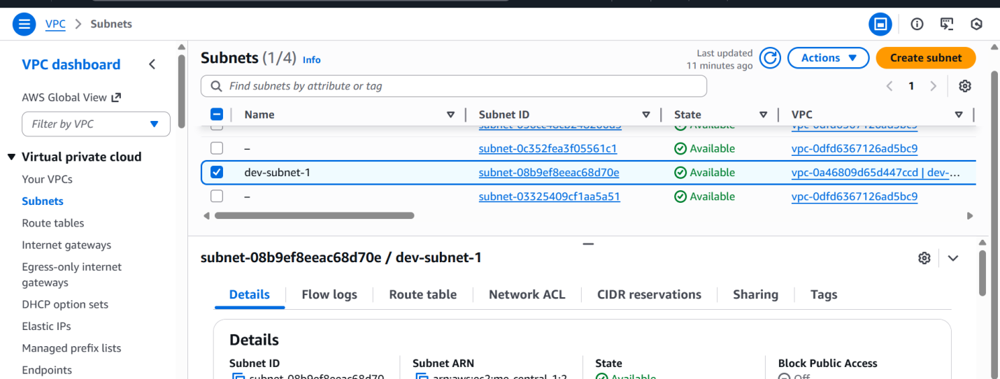 VPC > Subnets
VPC dashboard
AWS Global View
Filter by VPC
Virtual private cloud
Your VPCs
Subnets
Route tables
Internet gateways
Egress-only internet
gateways
DHCP option sets
Elastic IPs
Managed prefix lists
Endpoints
Subnets (1/4) Info
Last updated
11 minutes ago
Actions
Create subnet
Find subnets by attribute or tag
1
Name Subnet ID State VPC
Available vpc-0dfd6367126ad5bc9
– subnet-0c352fea3f05561c1 Available vpc-0dfd6367126ad5bc9
dev-subnet-1 subnet-08b9ef8eeac68d70e Available vpc-0a46809d65d447ccd | dev-...
– subnet-03325409cf1aa5a51 Available vpc-0dfd6367126ad5bc9
subnet-08b9ef8eeac68d70e / dev-subnet-1
Details Flow logs Route table Network ACL CIDR reservations Sharing Tags
Details
Subnet ID Subnet ARN State Block Public Access
subnet-08b9ef8eeac68d70 arn:aws:ec2:me-central-1:2 Available Off